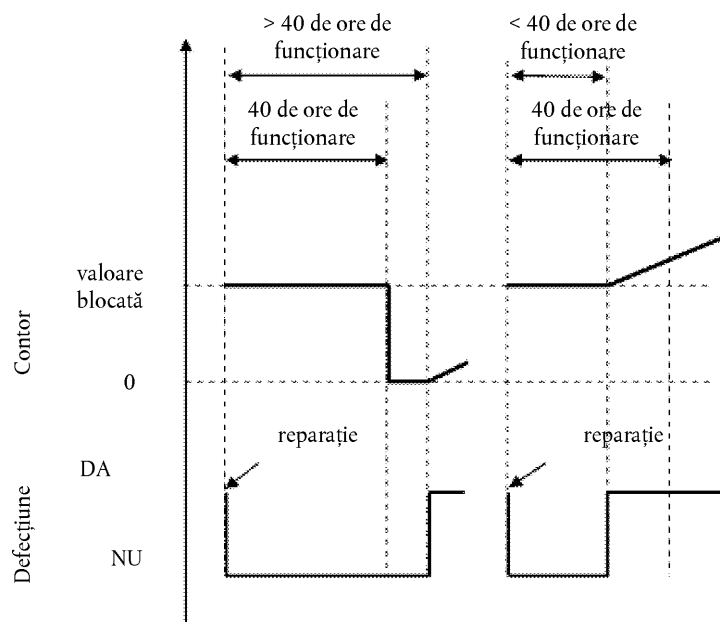 > 40 de ore de
funcționare
< 40 de ore de
funcționare
40 de ore de
funcționare
40 de ore de
funcționare
valoare
blocată
Contor
0
reparație
reparație
DA
Defecțiune
NU